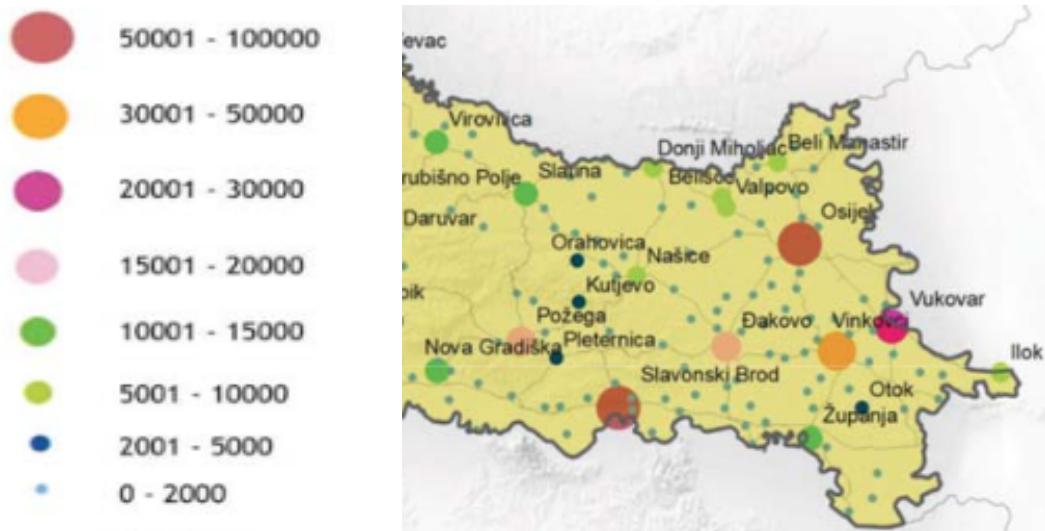 50001 - 100000
30001 - 50000
20001 - 30000
15001 - 20000
10001 - 15000
5001 - 10000
2001 - 5000
0 - 2000
Virovitica
Donji Miholjac
Beli Manastir
rubišno Polje
Slatina
Belišće
Valpovo
Daruvar
Osijek
Orahovica
Našice
Kutjevo
Požega
Vukovar
Đakovo
Vinkovci
Nova Gradiška
Pleternica
Ilok
Slavonski Brod
Otok
Županja